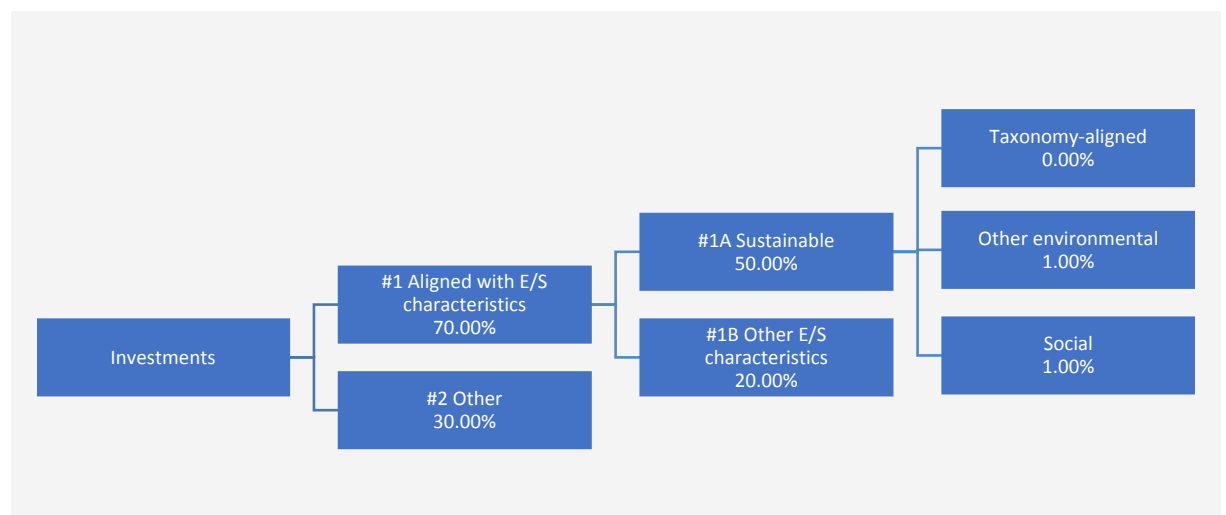 Investments
#1 Aligned with E/S
characteristics
70.00%
#2 Other
30.00%
#1A Sustainable
50.00%
#1B Other E/S
characteristics
20.00%
Taxonomy-aligned
0.00%
Other environmental
1.00%
Social
1.00%